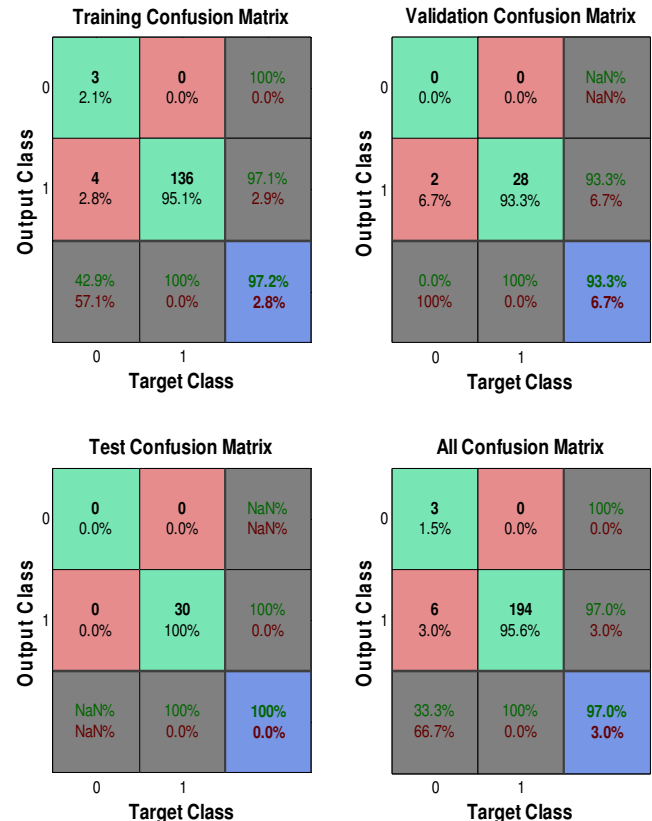 Training Confusion Matrix
0 3 0 100%
2.1% 0.0% 0.0%
1 4 136 97.1%
2.8% 95.1% 2.9%
42.9% 100% 97.2%
57.1% 0.0% 2.8%
0 1
Target Class
Output Class
Validation Confusion Matrix
0 0 0 NaN%
0.0% 0.0% NaN%
1 2 28 93.3%
6.7% 93.3% 6.7%
0.0% 100% 93.3%
100% 0.0% 6.7%
0 1
Target Class
Output Class
Test Confusion Matrix
0 0 0 NaN%
0.0% 0.0% NaN%
1 0 30 100%
0.0% 100% 0.0%
NaN% 100% 100%
NaN% 0.0% 0.0%
0 1
Target Class
Output Class
All Confusion Matrix
0 3 0 100%
1.5% 0.0% 0.0%
1 6 194 97.0%
3.0% 95.6% 3.0%
33.3% 100% 97.0%
66.7% 0.0% 3.0%
0 1
Target Class
Output Class